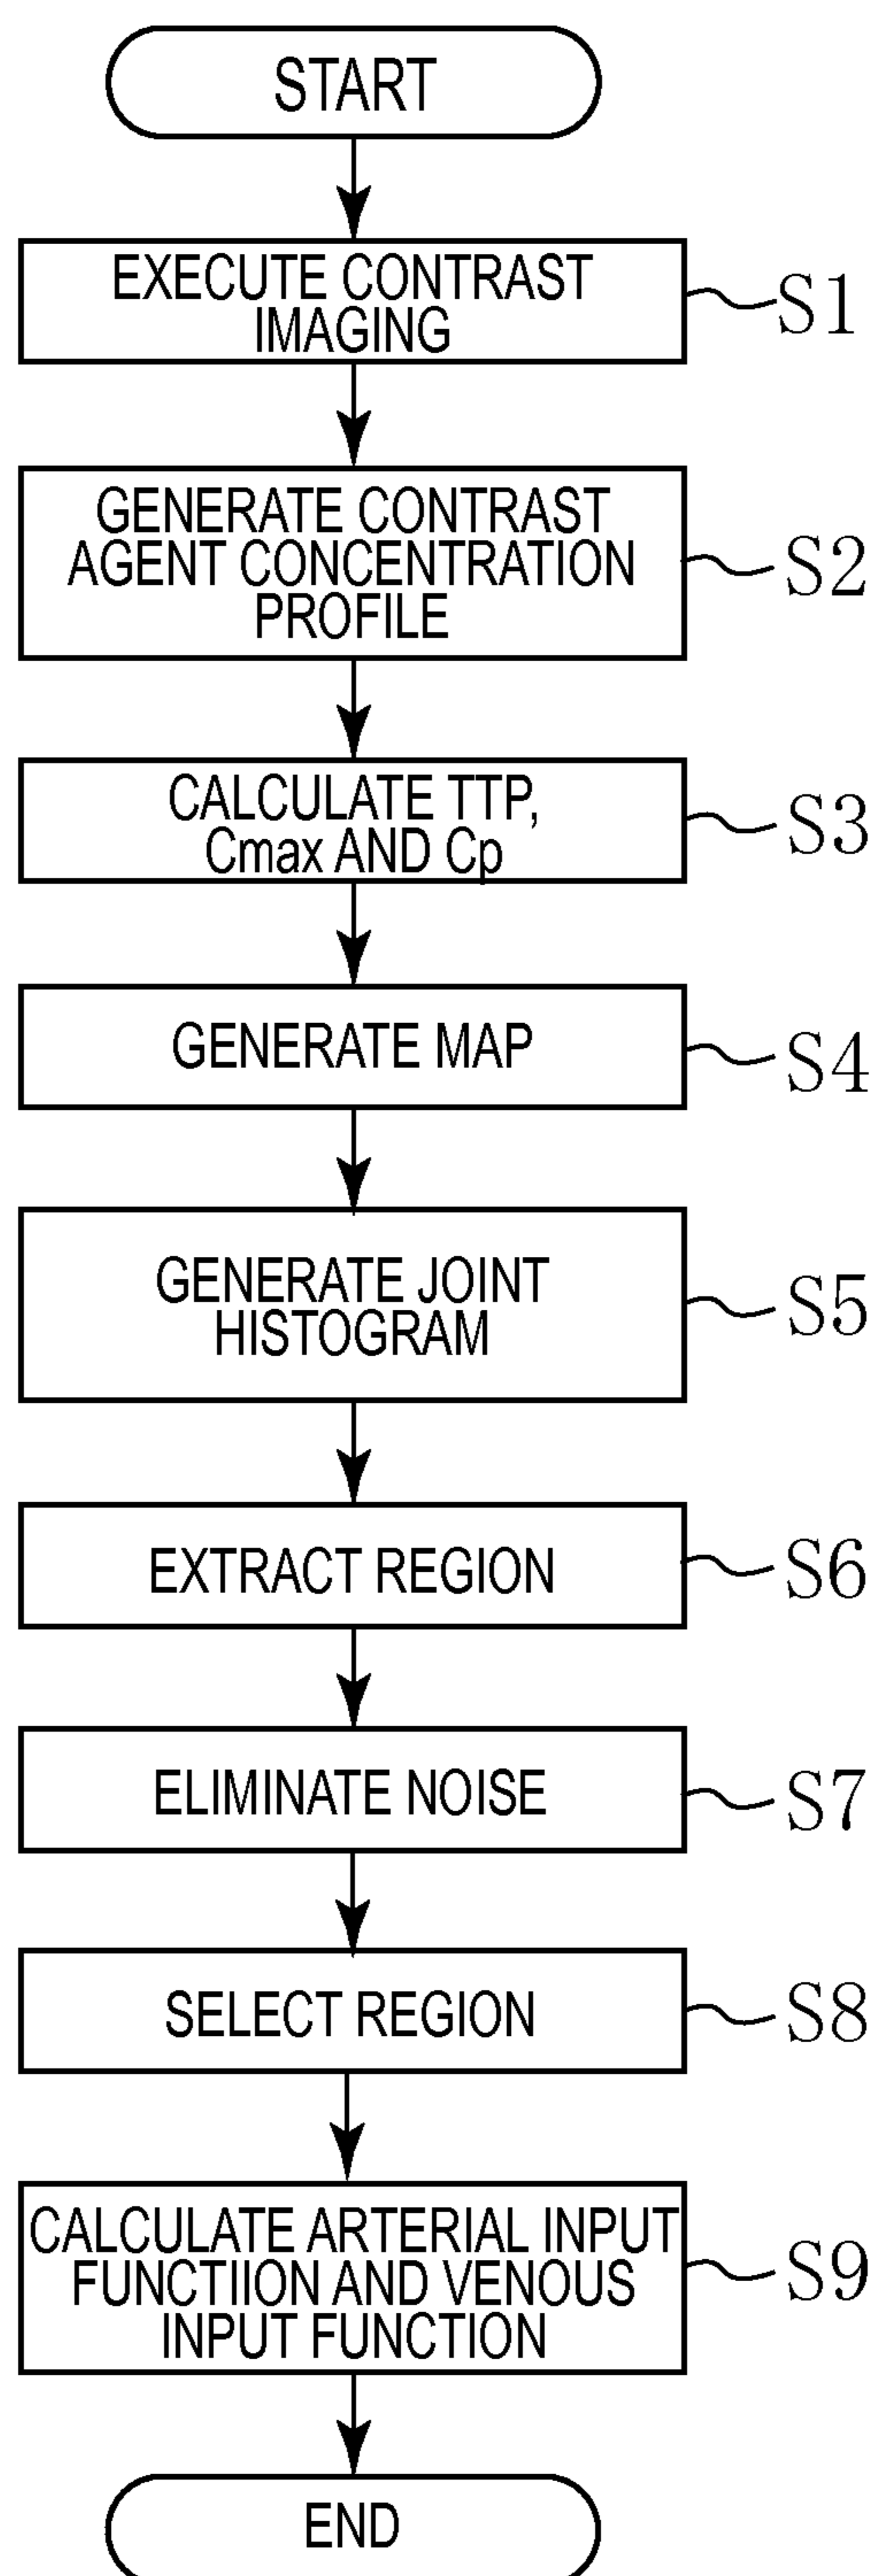 START
EXECUTE CONTRAST
IMAGING
S1
GENERATE CONTRAST
AGENT CONCENTRATION
PROFILE
S2
CALCULATE TTP,
Cmax AND Cp
S3
GENERATE MAP
S4
GENERATE JOINT
HISTOGRAM
S5
EXTRACT REGION
S6
ELIMINATE NOISE
S7
SELECT REGION
S8
CALCULATE ARTERIAL INPUT
FUNCTIION AND VENOUS
INPUT FUNCTION
S9
END